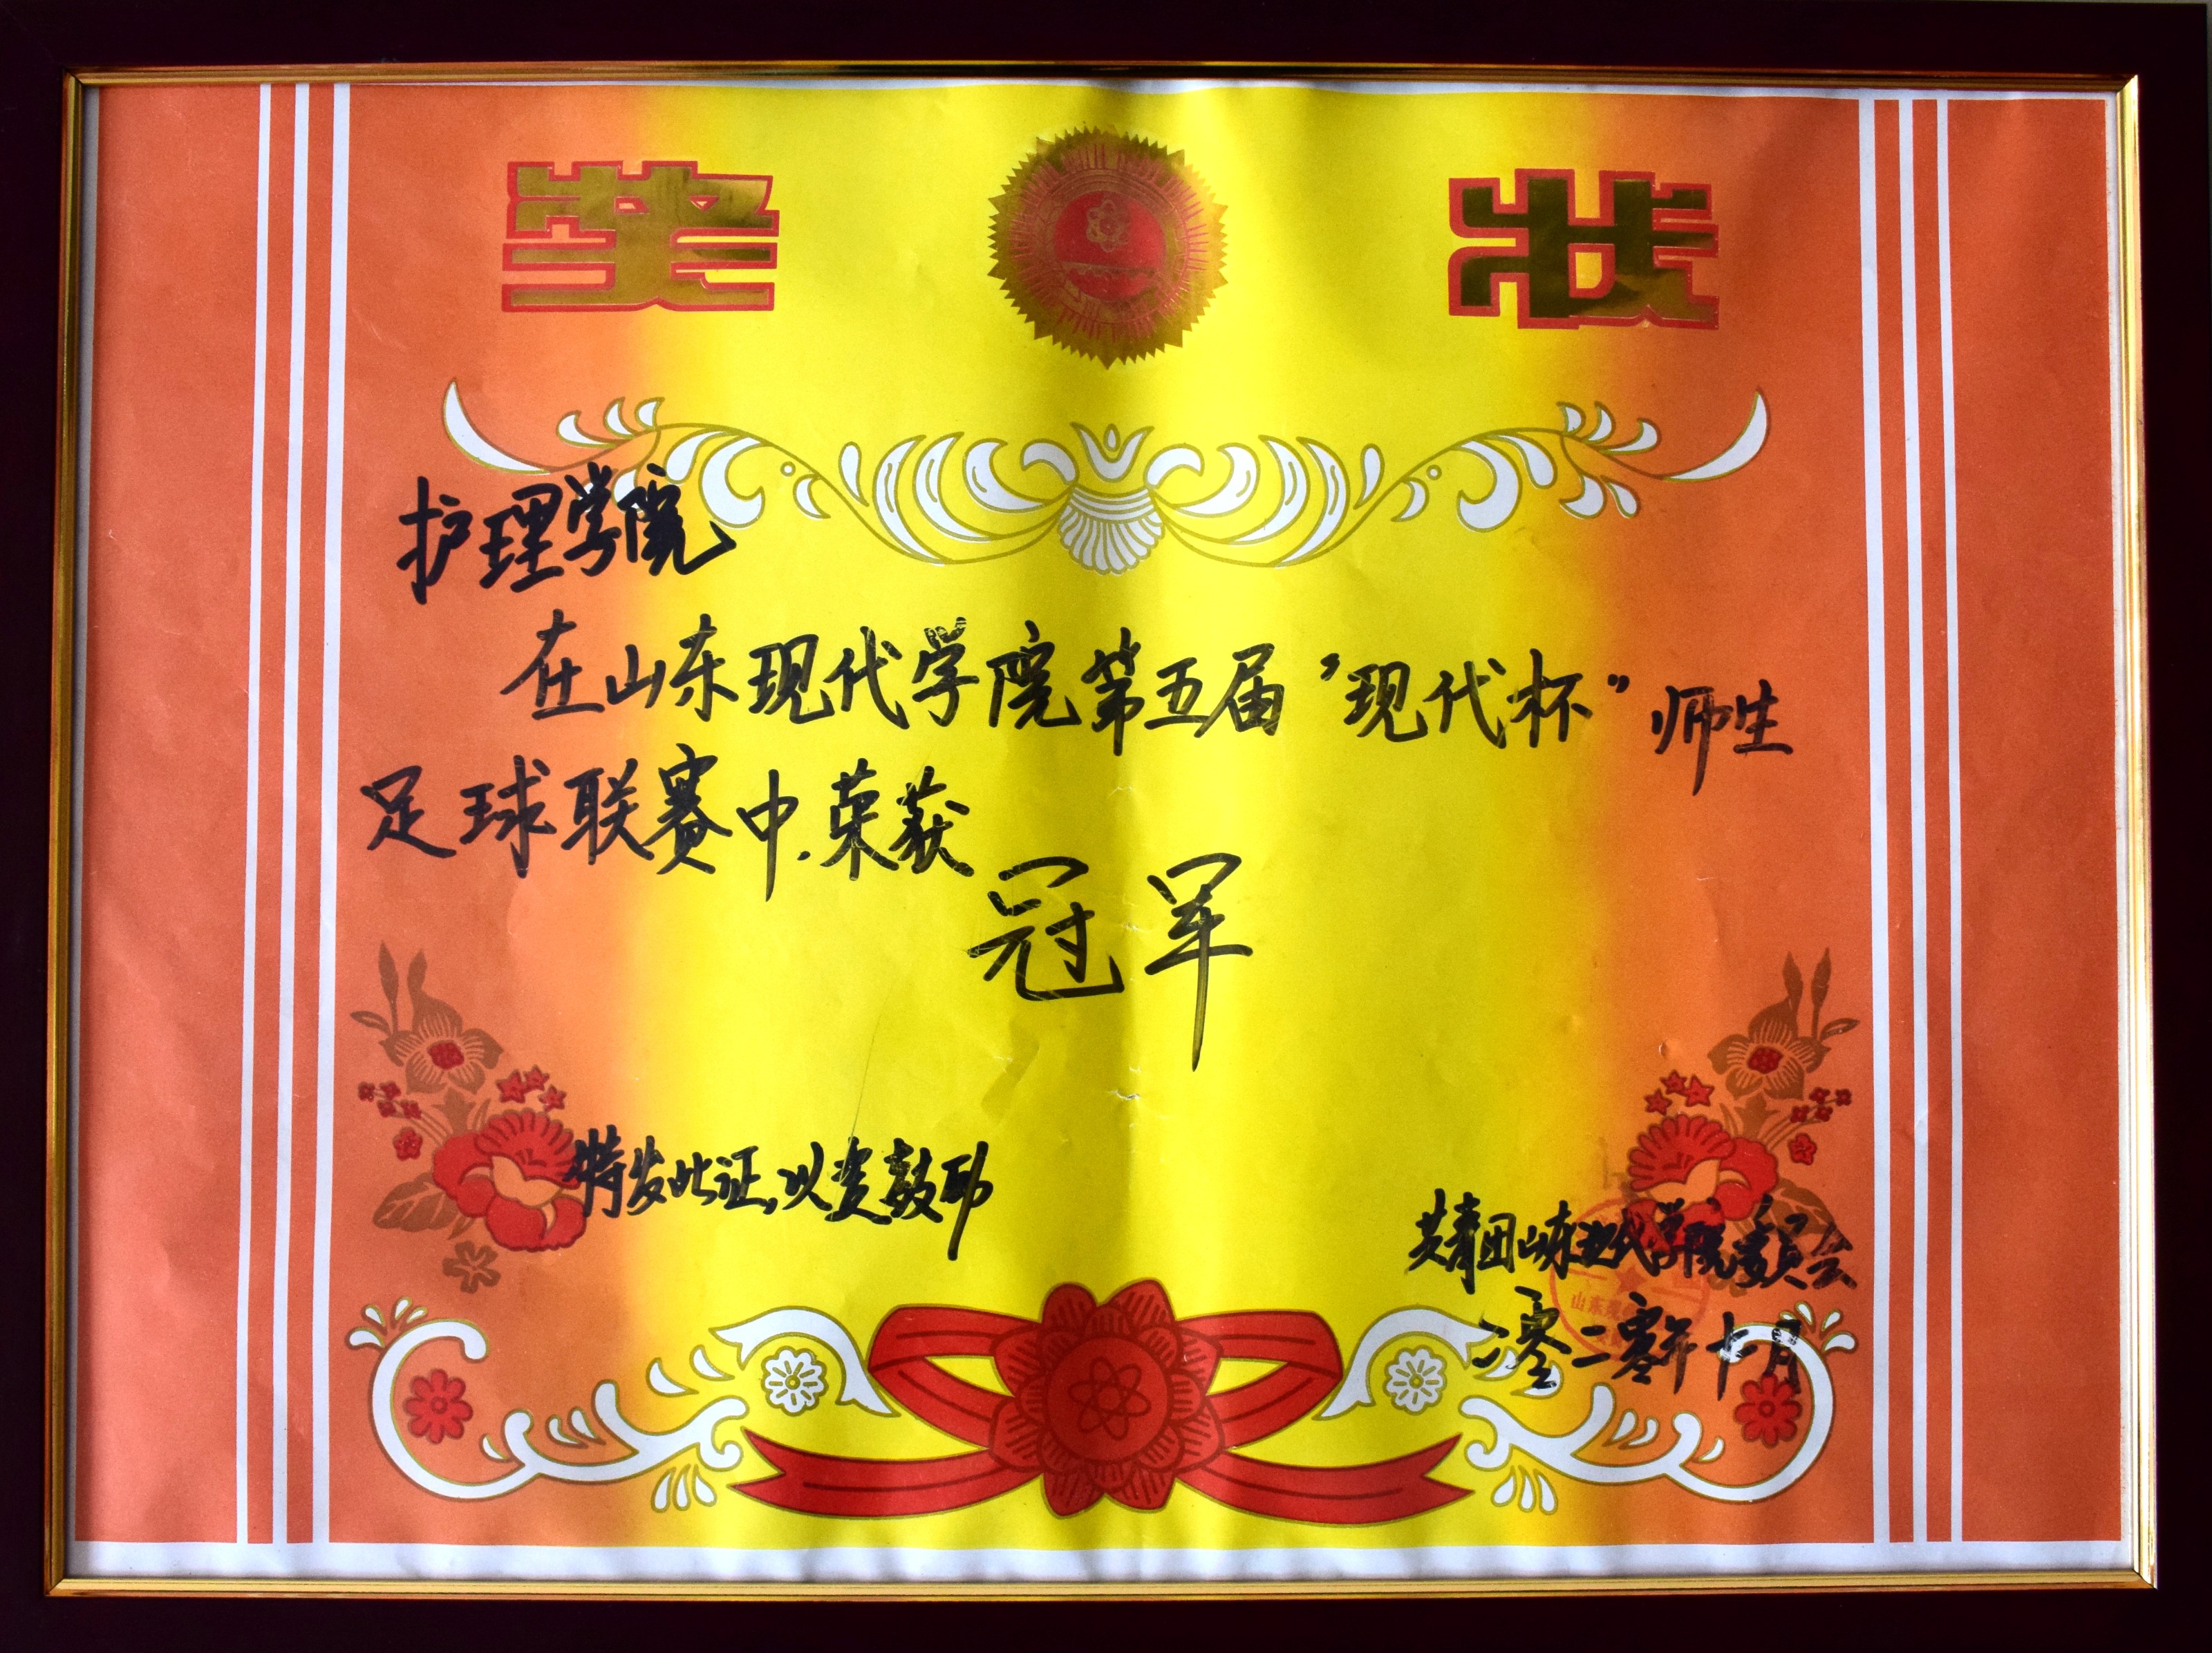 奖 状
护理学院
在山东现代学院第五届"现代杯"师生
足球联赛中.荣获
冠军
特发此证,以资鼓励
共青团山东现代学院委员会
二零二零年十一月